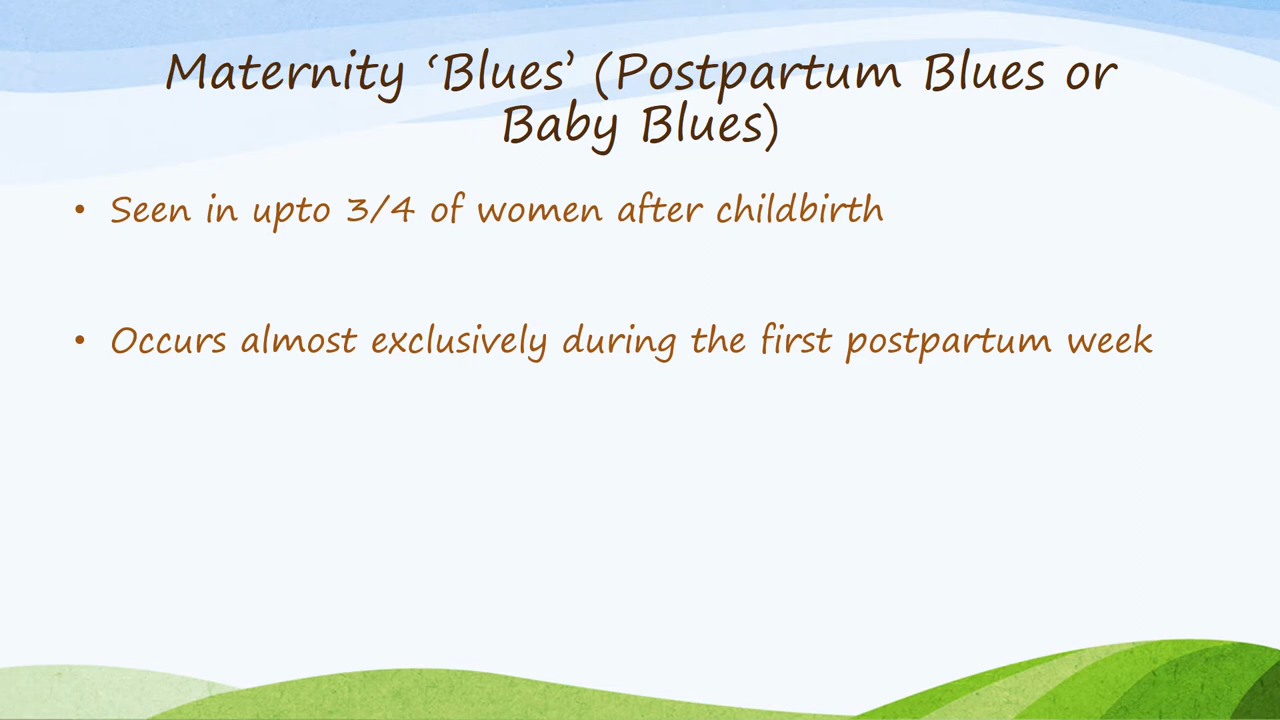 Maternity ‘Blues’ (Postpartum Blues or
Baby Blues)
• Seen in upto 3/4 of women after childbirth
• Occurs almost exclusively during the first postpartum week